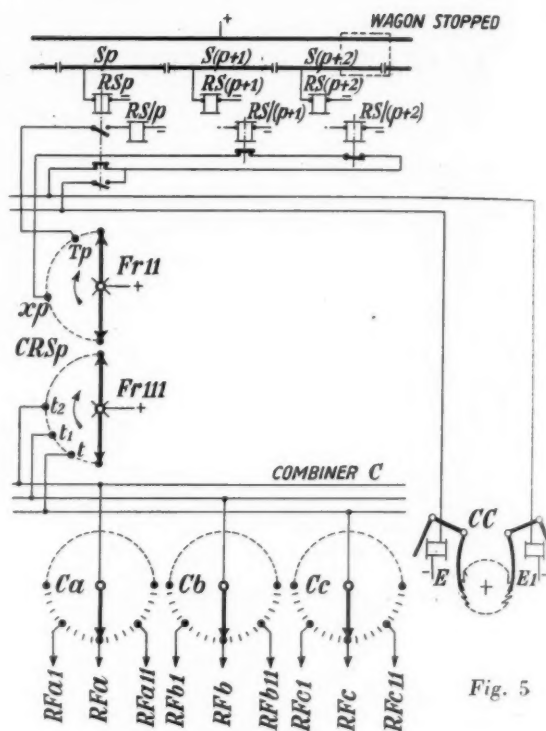 +
WAGON STOPPED
Sp S(p+1) S(p+2)
RSp RS(p+1) RS(p+2)
RS/p RS/(p+1) RS/(p+2)
Tp
Fr11
+
xp
CRSp
Fr111
+
t2
t1
t
COMBINER C
CC
Ca Cb Cc
E + E1
RFa1 RFa RFa11 RFb1 RFb RFb11 RFc1 RFc RFc11
Fig. 5